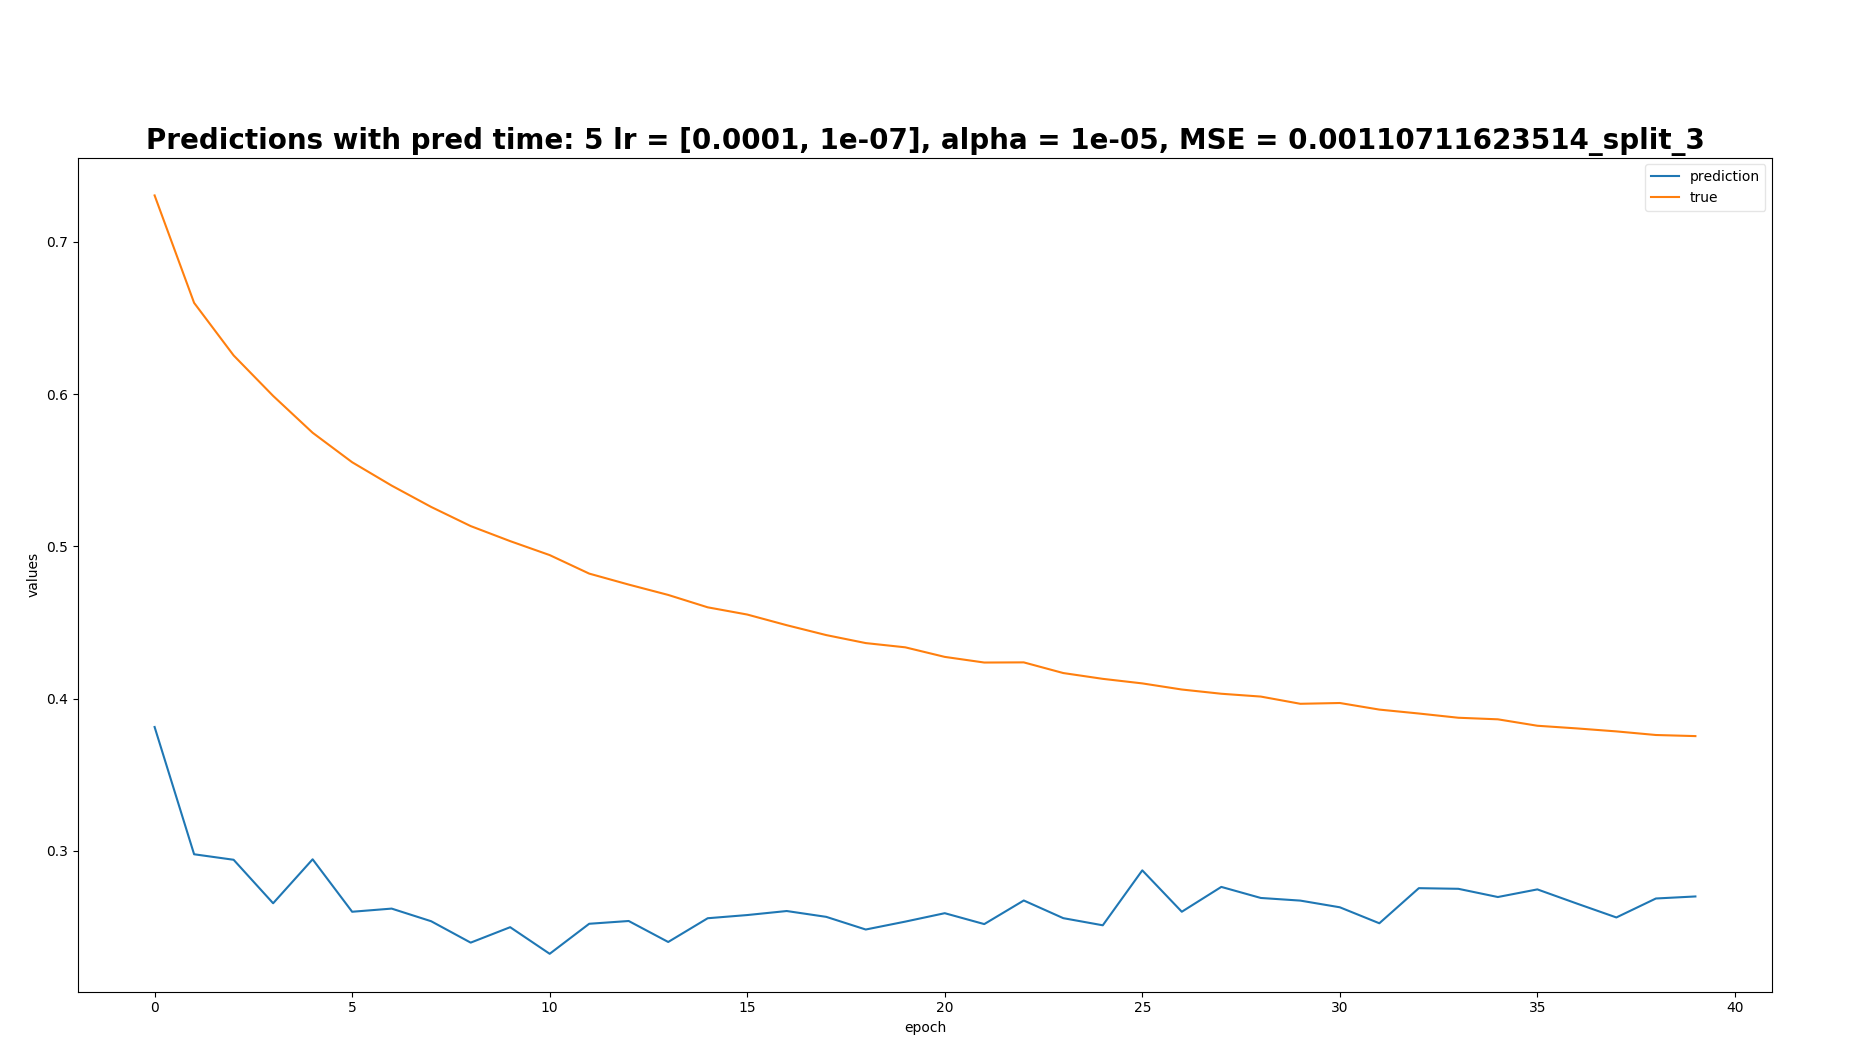 Predictions with pred time: 5 lr = [0.0001, 1e-07], alpha = 1e-05, MSE = 0.00110711623514_split_3
prediction
true
0.7
0.6
0.5
0.4
0.3
values
0 5 10 15 20 25 30 35 40
epoch